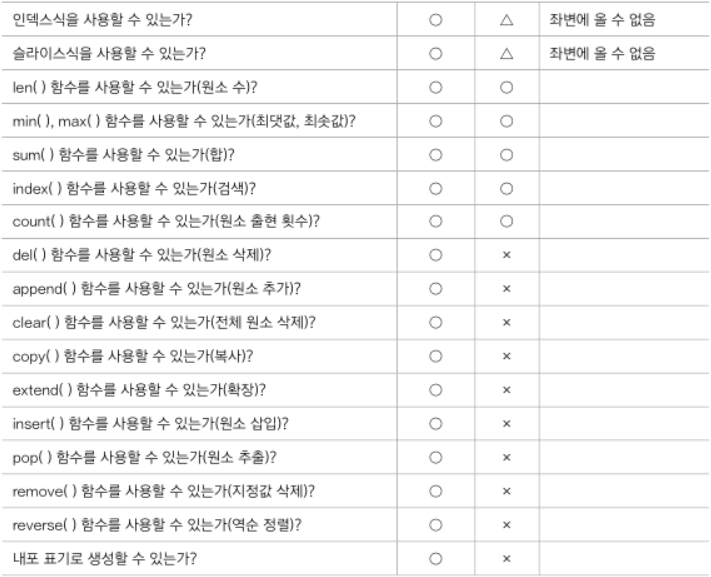 인덱스식을 사용할 수 있는가? ○ △ 좌변에 올 수 없음
슬라이스식을 사용할 수 있는가? ○ △ 좌변에 올 수 없음
len( ) 함수를 사용할 수 있는가(원소 수)? ○ ○
min( ), max( ) 함수를 사용할 수 있는가(최댓값, 최솟값)? ○ ○
sum( ) 함수를 사용할 수 있는가(합)? ○ ○
index( ) 함수를 사용할 수 있는가(검색)? ○ ○
count( ) 함수를 사용할 수 있는가(원소 출현 횟수)? ○ ○
del( ) 함수를 사용할 수 있는가(원소 삭제)? ○ ×
append( ) 함수를 사용할 수 있는가(원소 추가)? ○ ×
clear( ) 함수를 사용할 수 있는가(전체 원소 삭제)? ○ ×
copy( ) 함수를 사용할 수 있는가(복사)? ○ ×
extend( ) 함수를 사용할 수 있는가(확장)? ○ ×
insert( ) 함수를 사용할 수 있는가(원소 삽입)? ○ ×
pop( ) 함수를 사용할 수 있는가(원소 추출)? ○ ×
remove( ) 함수를 사용할 수 있는가(지정값 삭제)? ○ ×
reverse( ) 함수를 사용할 수 있는가(역순 정렬)? ○ ×
내포 표기로 생성할 수 있는가? ○ ×